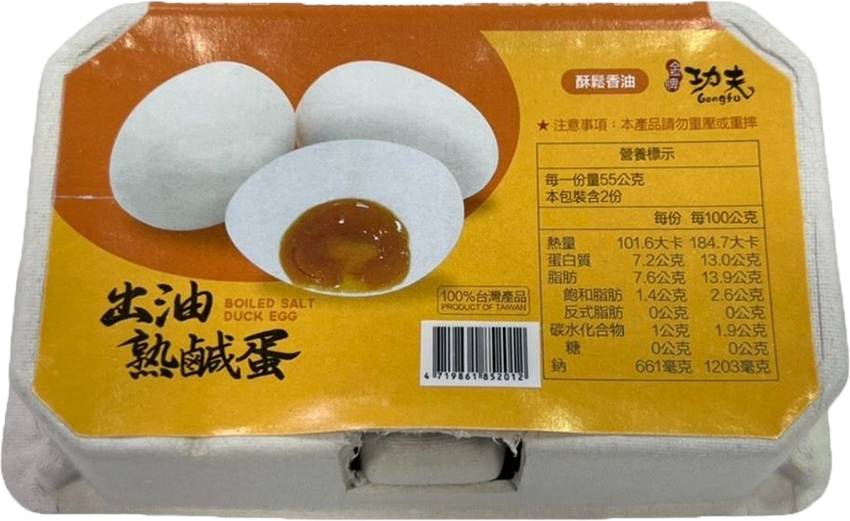 酥鬆香油
金牌 功夫
Gongfu
★注意事項：本產品請勿重壓或重摔
營養標示
每一份量55公克
本包裝含2份
每份 每100公克
熱量 101.6大卡 184.7大卡
蛋白質 7.2公克 13.0公克
脂肪 7.6公克 13.9公克
飽和脂肪 1.4公克 2.6公克
反式脂肪 0公克 0公克
碳水化合物 1公克 1.9公克
糖 0公克 0公克
鈉 661毫克 1203毫克
出油
BOILED SALT
DUCK EGG
熟鹹蛋
100%台灣產品
PRODUCT OF TAIWAN
4 719861 852012